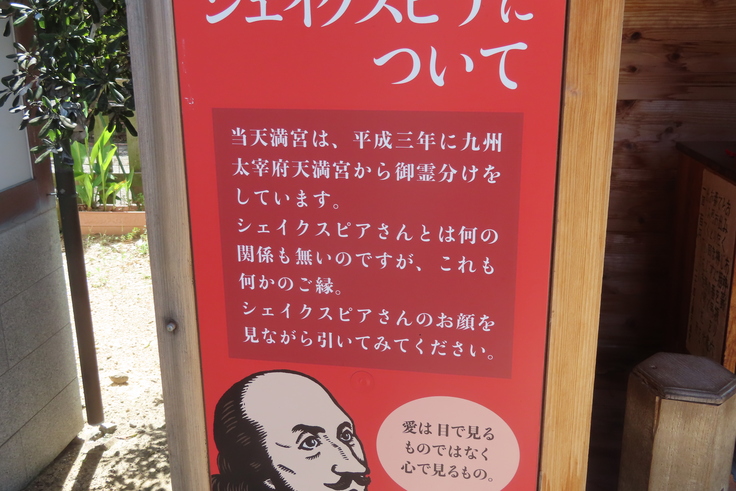 シェイクスピアに
ついて
当天満宮は、平成三年に九州
太宰府天満宮から御霊分けを
しています。
シェイクスピアさんとは何の
関係も無いのですが、これも
何かのご縁。
シェイクスピアさんのお顔を
見ながら引いてみてください。
愛は目で見る
ものではなく
心で見るもの。